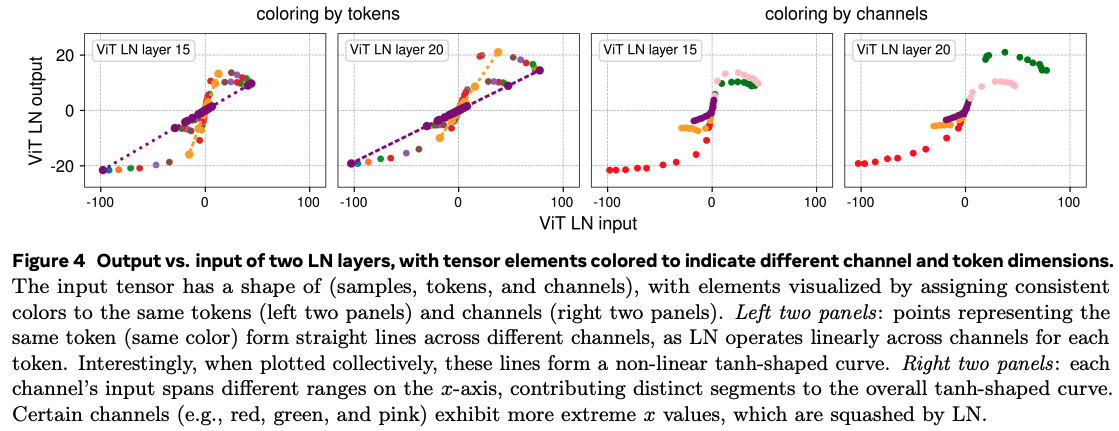 coloring by tokens
coloring by channels
ViT LN layer 15
ViT LN layer 20
ViT LN layer 15
ViT LN layer 20
ViT LN output
20
0
-20
-100 0 100
-100 0 100
-100 0 100
-100 0 100
ViT LN input
Figure 4 Output vs. input of two LN layers, with tensor elements colored to indicate different channel and token dimensions.
The input tensor has a shape of (samples, tokens, and channels), with elements visualized by assigning consistent
colors to the same tokens (left two panels) and channels (right two panels). Left two panels: points representing the
same token (same color) form straight lines across different channels, as LN operates linearly across channels for each
token. Interestingly, when plotted collectively, these lines form a non-linear tanh-shaped curve. Right two panels: each
channel's input spans different ranges on the x-axis, contributing distinct segments to the overall tanh-shaped curve.
Certain channels (e.g., red, green, and pink) exhibit more extreme x values, which are squashed by LN.